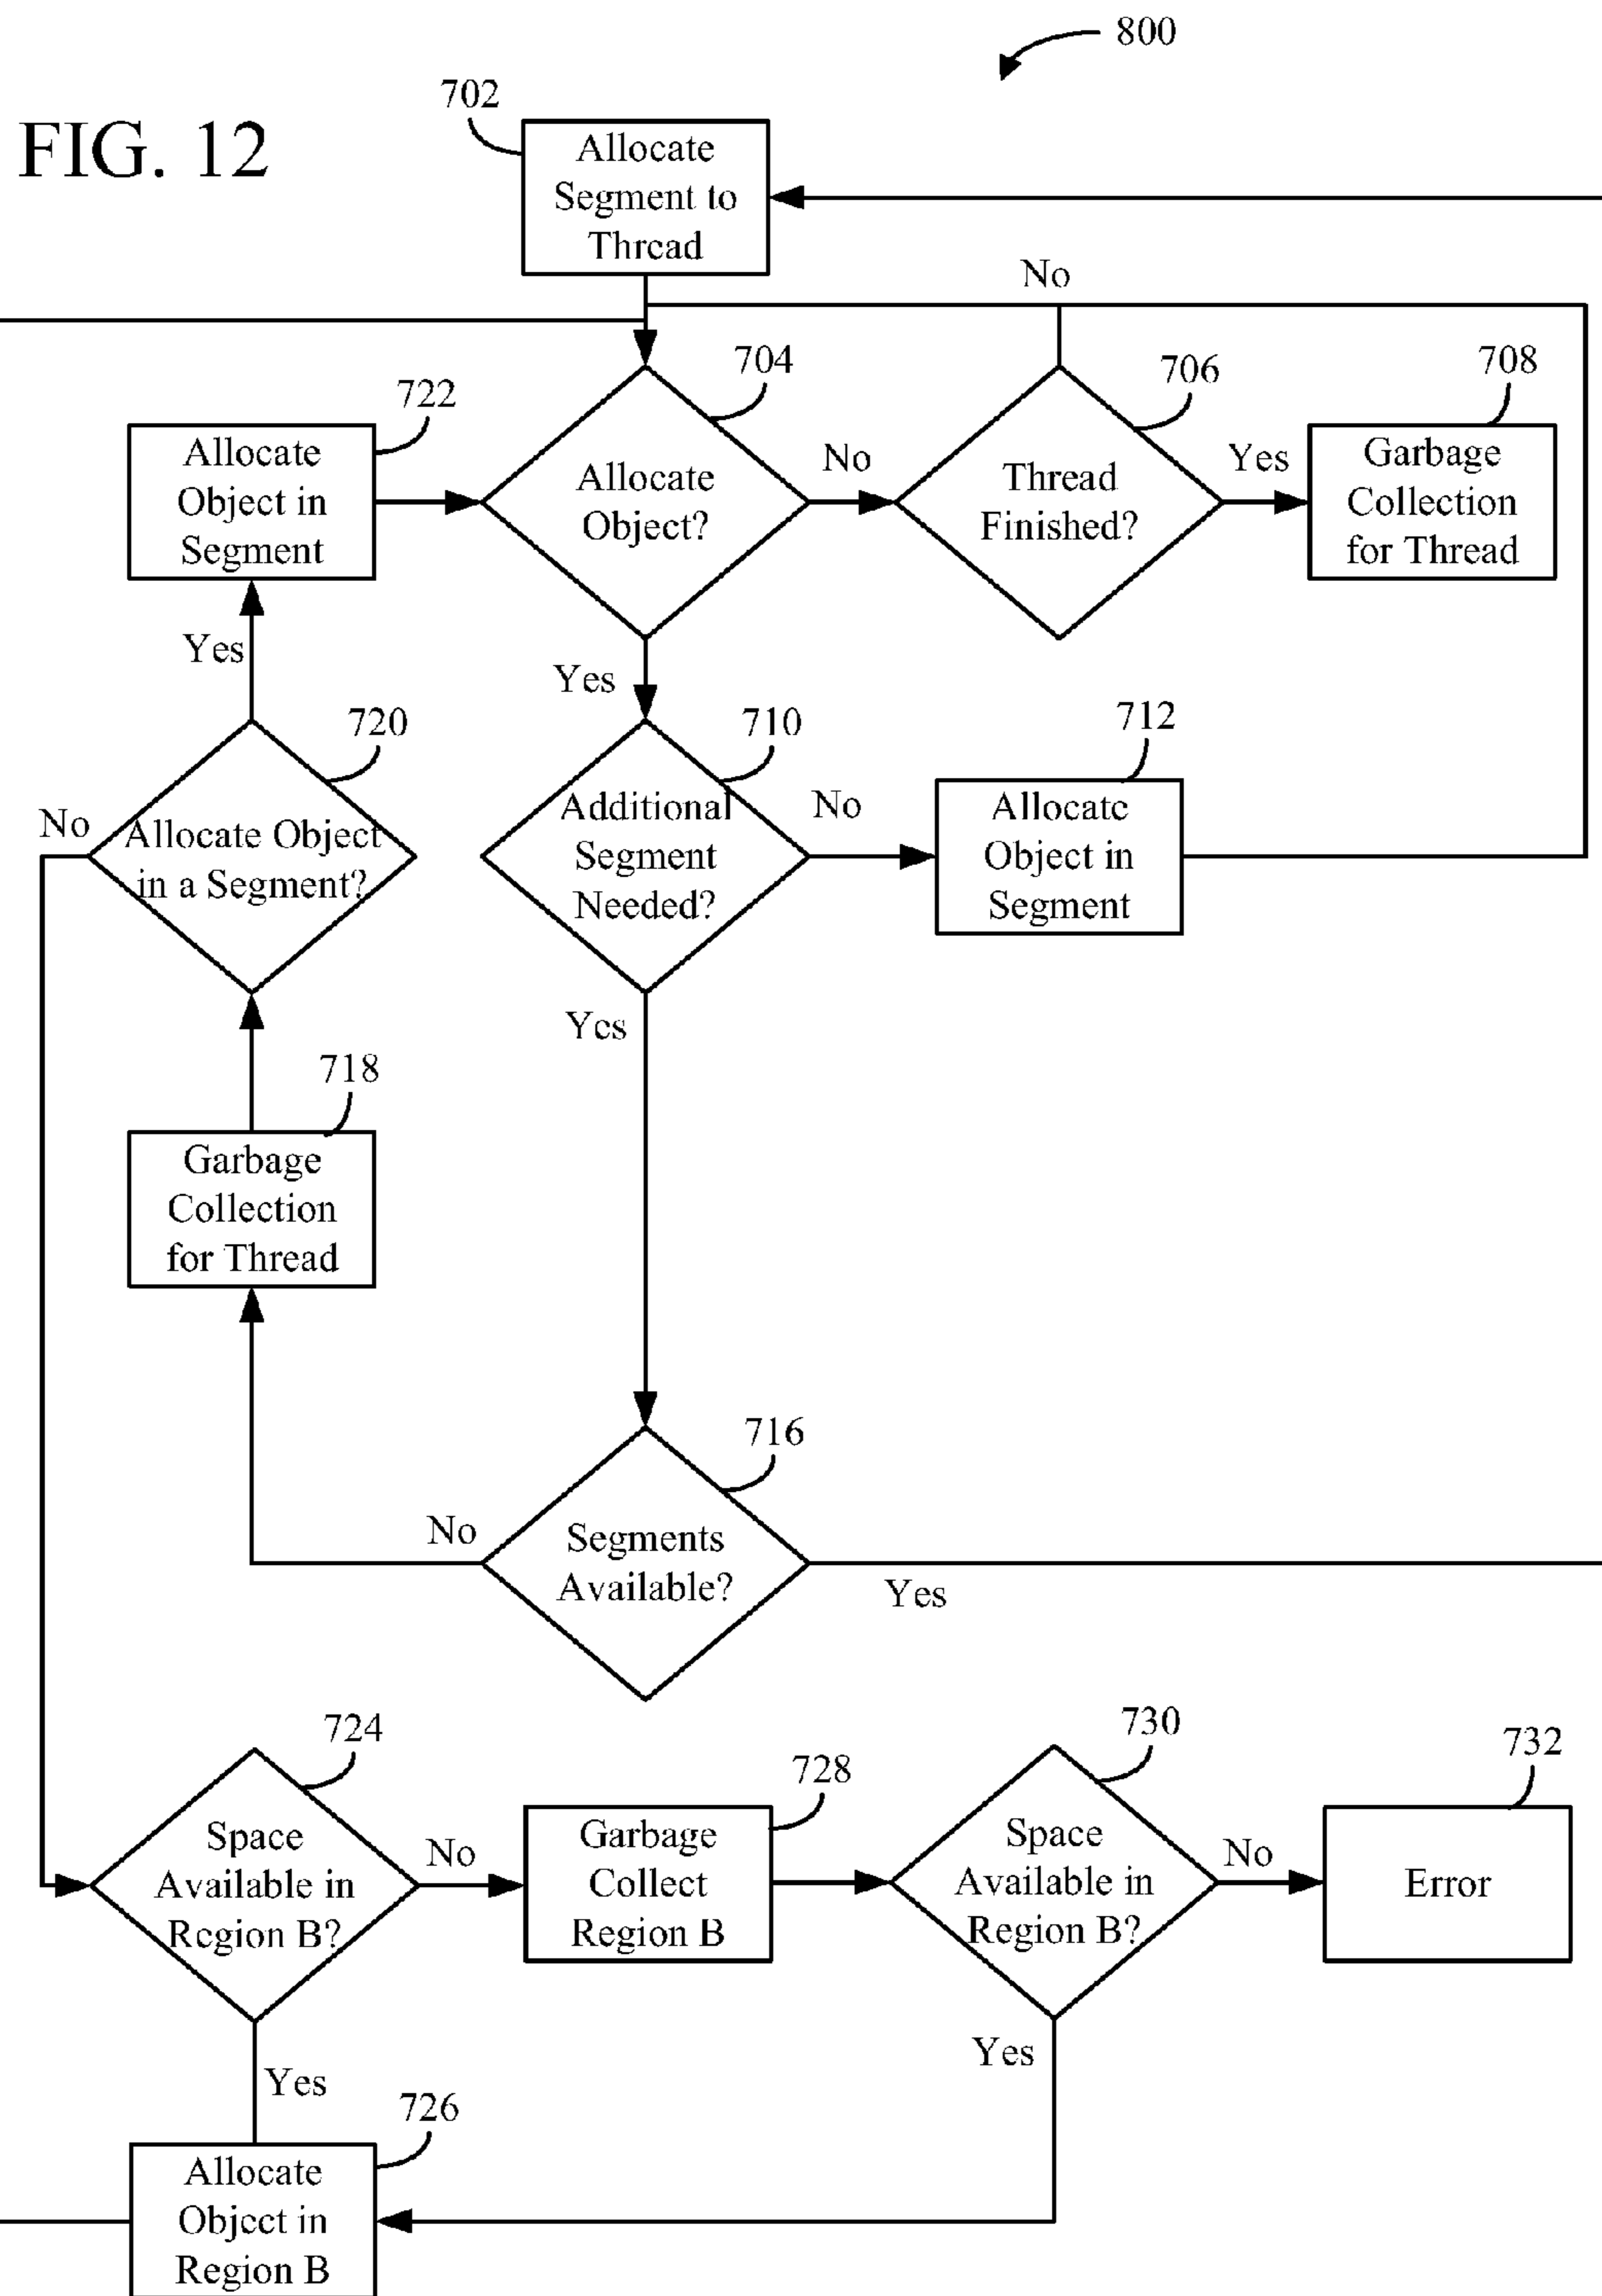 800
FIG. 12
702
Allocate
Segment to
Thread
No
704
706
708
722
Allocate
Object in
Segment
Allocate
Object?
No
Thread
Finished?
Yes
Garbage
Collection
for Thread
Yes
Yes
720
710
712
No
Allocate Object
in a Segment?
Additional
Segment
Needed?
No
Allocate
Object in
Segment
Yes
718
Garbage
Collection
for Thread
716
No
Segments
Available?
Yes
724
728
730
732
Space
Available in
Region B?
No
Garbage
Collect
Region B
Space
Available in
Region B?
No
Error
Yes
Yes
726
Allocate
Object in
Region B